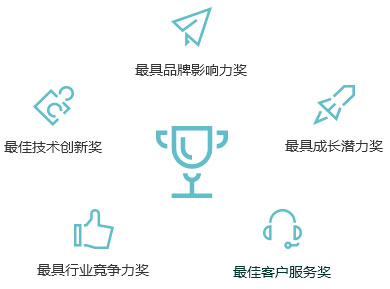 最具品牌影响力奖
最佳技术创新奖
最具成长潜力奖
最具行业竞争力奖
最佳客户服务奖